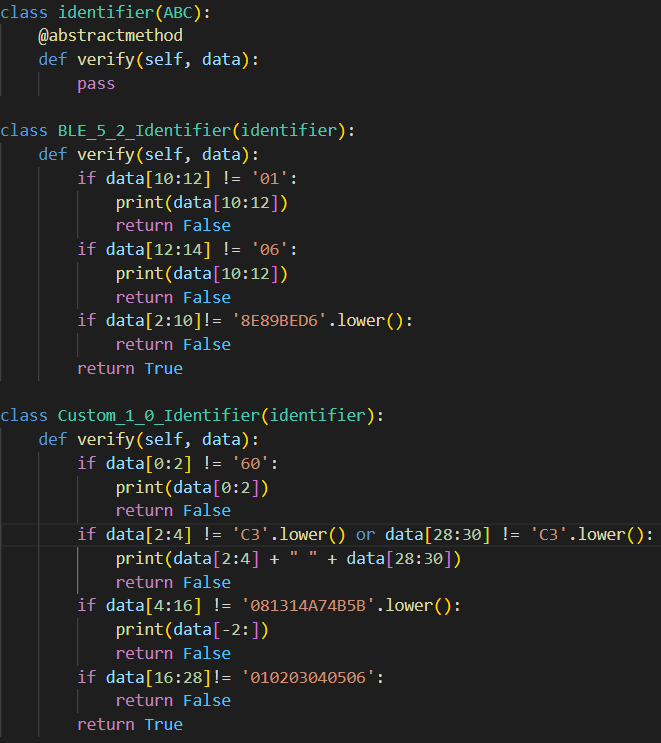 class identifier(ABC):
    @abstractmethod
    def verify(self, data):
        pass

class BLE_5_2_Identifier(identifier):
    def verify(self, data):
        if data[10:12] != '01':
            print(data[10:12])
            return False
        if data[12:14] != '06':
            print(data[10:12])
            return False
        if data[2:10]!= '8E89BED6'.lower():
            return False
        return True

class Custom_1_0_Identifier(identifier):
    def verify(self, data):
        if data[0:2] != '60':
            print(data[0:2])
            return False
        if data[2:4] != 'C3'.lower() or data[28:30] != 'C3'.lower():
            print(data[2:4] + " " + data[28:30])
            return False
        if data[4:16] != '081314A74B5B'.lower():
            print(data[-2:])
            return False
        if data[16:28]!= '010203040506':
            return False
        return True